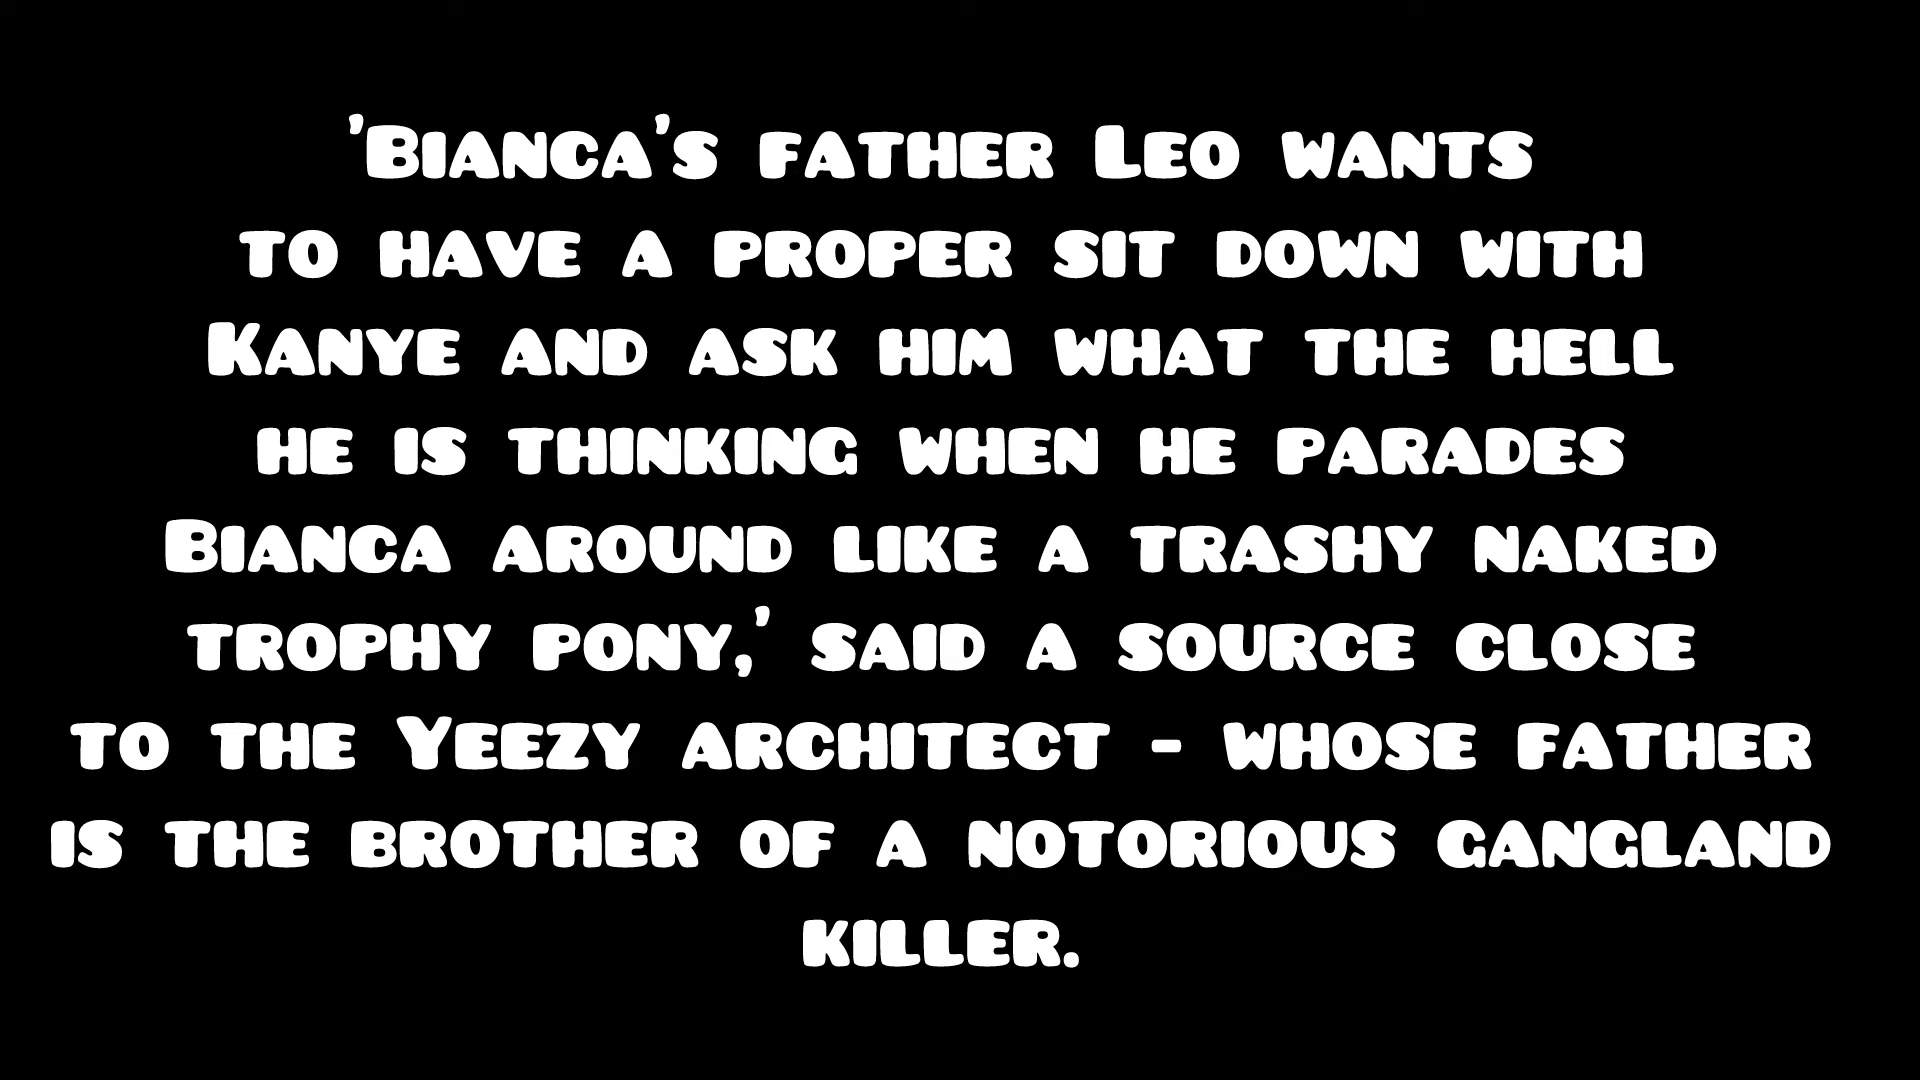 'Bianca's father Leo wants
to have a proper sit down with
Kanye and ask him what the hell
he is thinking when he parades
Bianca around like a trashy naked
trophy pony,' said a source close
to the Yeezy architect - whose father
is the brother of a notorious gangland
killer.